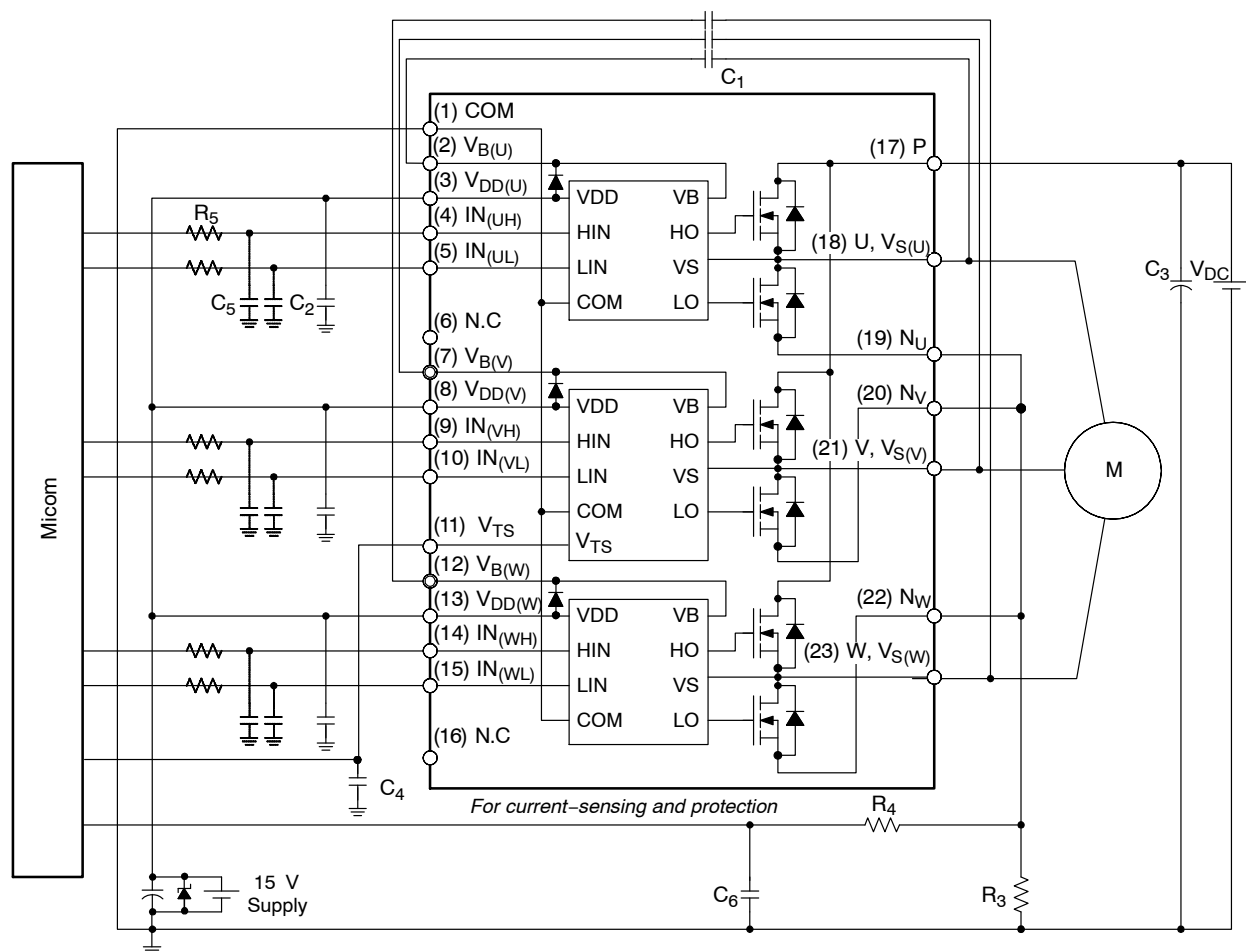 C1
(1) COM
(2) VB(U)
(3) VDD(U)
(4) IN(UH)
(5) IN(UL)
(6) N.C
(7) VB(V)
(8) VDD(V)
(9) IN(VH)
(10) IN(VL)
(11) VTS
(12) VB(W)
(13) VDD(W)
(14) IN(WH)
(15) IN(WL)
(16) N.C
VDD
HIN
LIN
COM
VB
HO
VS
LO
VDD
HIN
LIN
COM
VTS
VB
HO
VS
LO
VDD
HIN
LIN
COM
VB
HO
VS
LO
(17) P
(18) U, VS(U)
(19) NU
(20) NV
(21) V, VS(V)
(22) NW
(23) W, VS(W)
Micom
R5
C5
C2
C3
VDC
M
C4
For current–sensing and protection
R4
15 V
Supply
C6
R3